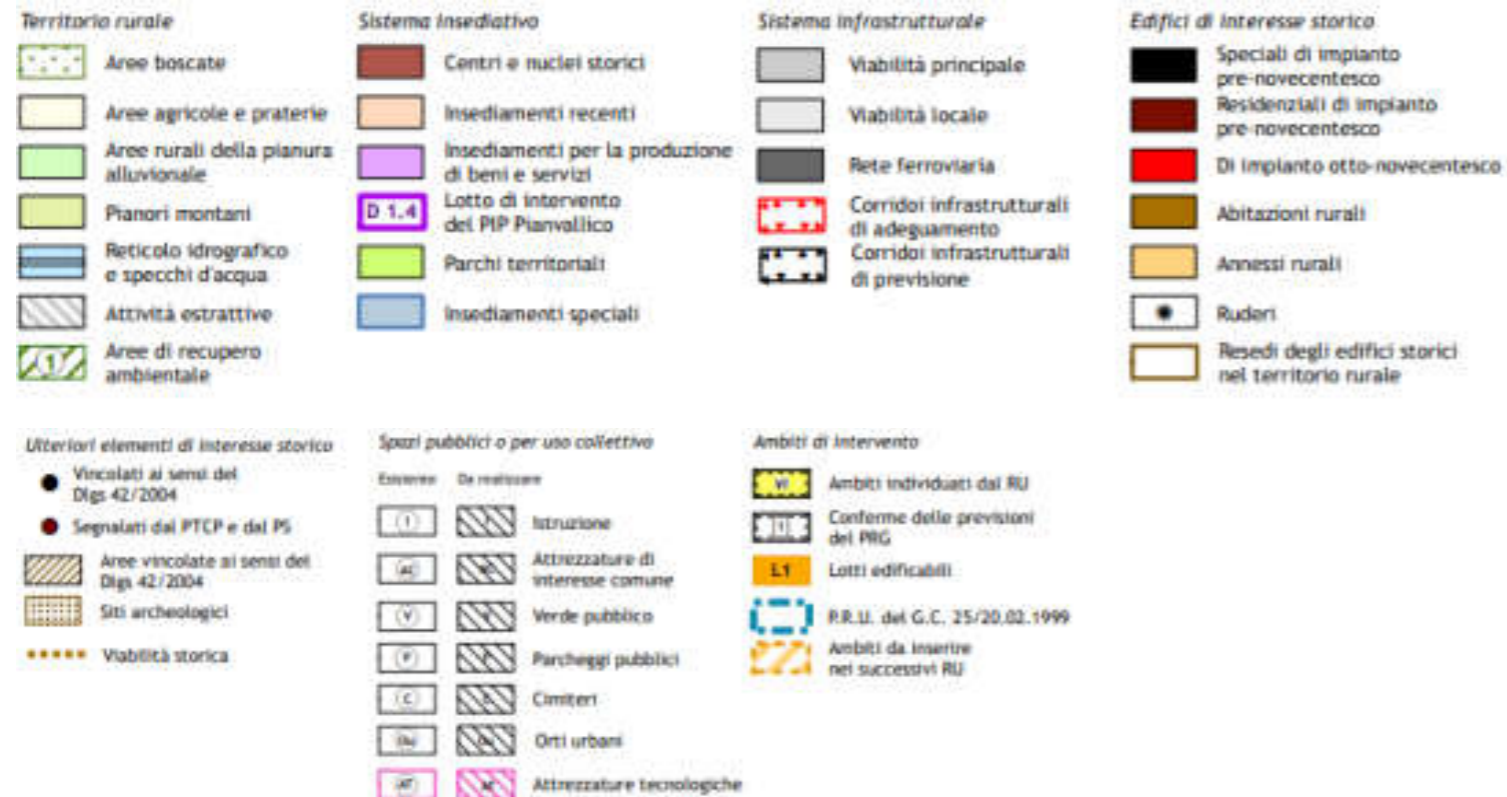 Territorio rurale
Aree boscate
Aree agricole e praterie
Aree rurali della pianura
alluvionale
Pianori montani
Reticolo idrografico
e specchi d'acqua
Attività estrattive
1
Aree di recupero
ambientale
Sistema insediativo
Centri e nuclei storici
Insediamenti recenti
Insediamenti per la produzione
di beni e servizi
D 1.4
Lotto di intervento
del PIP Pianvallico
Parchi territoriali
Insediamenti speciali
Sistema infrastrutturale
Viabilità principale
Viabilità locale
Rete ferroviaria
Corridoi infrastrutturali
di adeguamento
Corridoi infrastrutturali
di previsione
Edifici di interesse storico
Speciali di impianto
pre-novecentesco
Residenziali di impianto
pre-novecentesco
Di impianto otto-novecentesco
Abitazioni rurali
Annessi rurali
Ruderi
Resedi degli edifici storici
nel territorio rurale
Ulteriori elementi di interesse storico
Vincolati ai sensi del
Dlgs 42/2004
Segnalati dal PTCP e dal PS
Aree vincolate ai sensi del
Dlgs 42/2004
Siti archeologici
Viabilità storica
Spazi pubblici o per uso collettivo
Esistente Da realizzare
Istruzione
Attrezzature di
interesse comune
V
Verde pubblico
P
Parcheggi pubblici
C
Cimiteri
Orti urbani
AT
Attrezzature tecnologiche
Ambiti di intervento
Ambiti individuati dal RU
Conferme delle previsioni
del PRG
L1
Lotti edificabili
P.R.U. del G.C. 25/20.02.1999
Ambiti da inserire
nei successivi RU